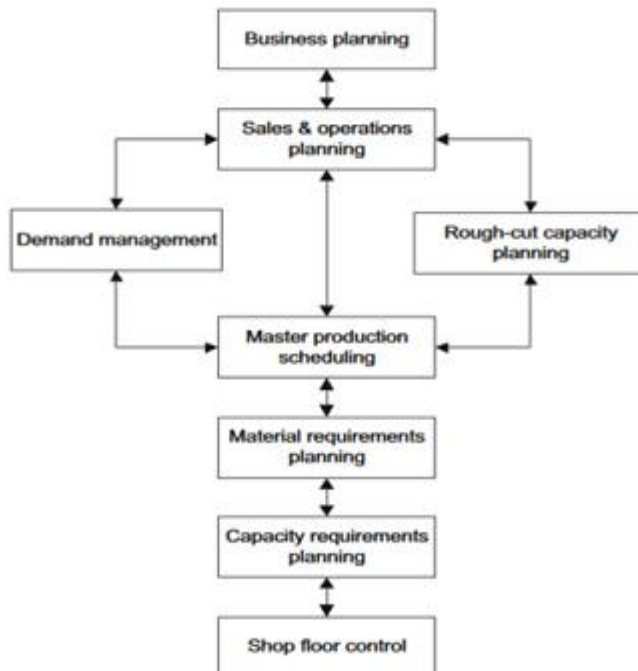 Business planning
Sales & operations
planning
Demand management
Rough-cut capacity
planning
Master production
scheduling
Material requirements
planning
Capacity requirements
planning
Shop floor control